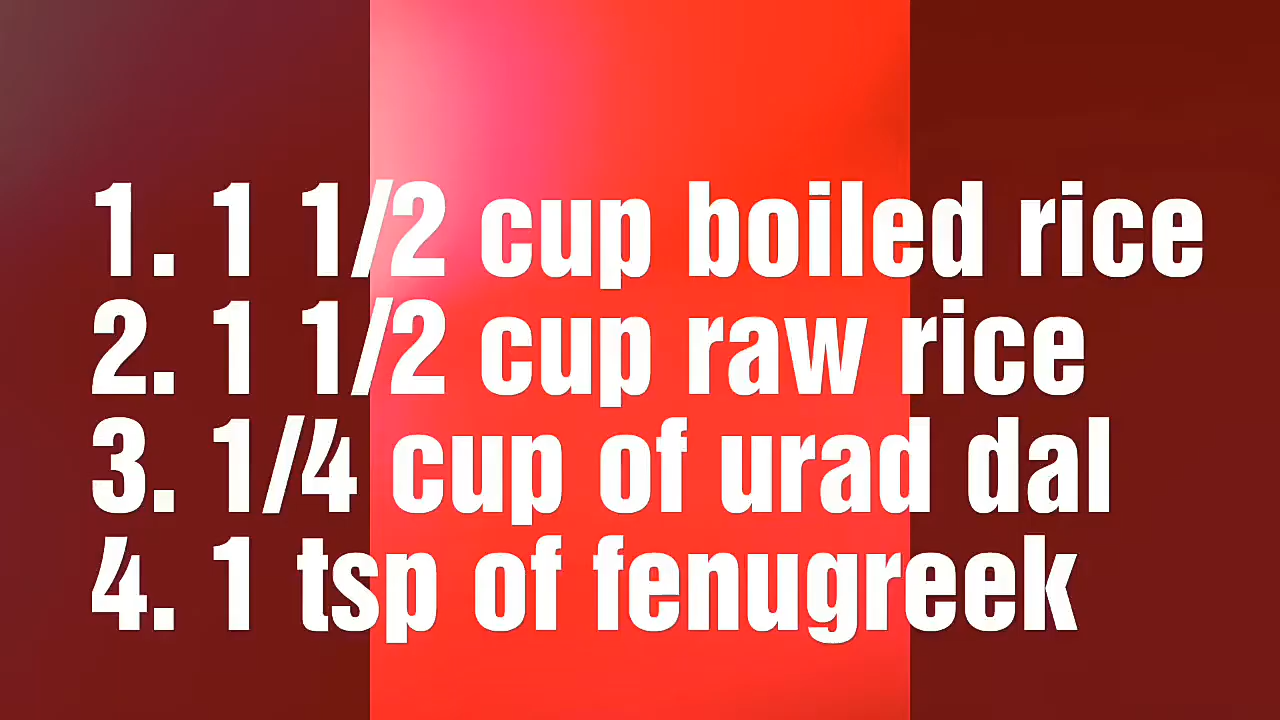 1. 1 1/2 cup boiled rice
2. 1 1/2 cup raw rice
3. 1/4 cup of urad dal
4. 1 tsp of fenugreek